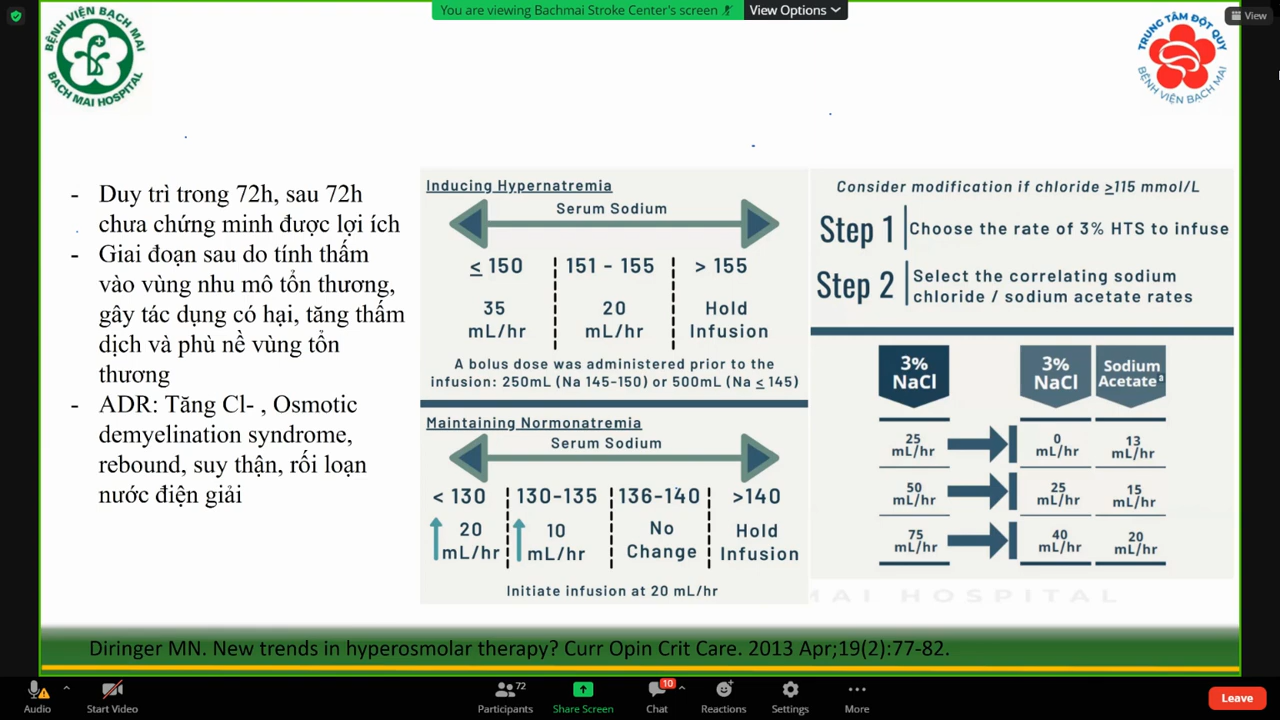 You are viewing Bachmai Stroke Center's screen
View Options
View
BỆNH VIỆN BẠCH MAI
BACH MAI HOSPITAL
TRUNG TÂM ĐỘT QUỴ
BỆNH VIỆN BẠCH MAI
- Duy trì trong 72h, sau 72h
chưa chứng minh được lợi ích
- Giai đoạn sau do tính thấm
vào vùng nhu mô tổn thương,
gây tác dụng có hại, tăng thấm
dịch và phù nề vùng tổn
thương
- ADR: Tăng Cl- , Osmotic
demyelination syndrome,
rebound, suy thận, rối loạn
nước điện giải
Inducing Hypernatremia
Serum Sodium
≤ 150 151 - 155 > 155
35 20 Hold
mL/hr mL/hr Infusion
A bolus dose was administered prior to the
infusion: 250mL (Na 145-150) or 500mL (Na ≤ 145)
Maintaining Normonatremia
Serum Sodium
< 130 130-135 136-140 >140
20 10 No Hold
mL/hr mL/hr Change Infusion
Initiate infusion at 20 mL/hr
Consider modification if chloride ≥115 mmol/L
Step 1 Choose the rate of 3% HTS to infuse
Step 2 Select the correlating sodium
chloride / sodium acetate rates
3% 3% Sodium
NaCl NaCl Acetate a
25 0 13
mL/hr mL/hr mL/hr
50 25 15
mL/hr mL/hr mL/hr
75 40 20
mL/hr mL/hr mL/hr
MAI HOSPITAL
Diringer MN. New trends in hyperosmolar therapy? Curr Opin Crit Care. 2013 Apr;19(2):77-82.
72
10
Audio Start Video Participants Share Screen Chat Reactions Settings More Leave